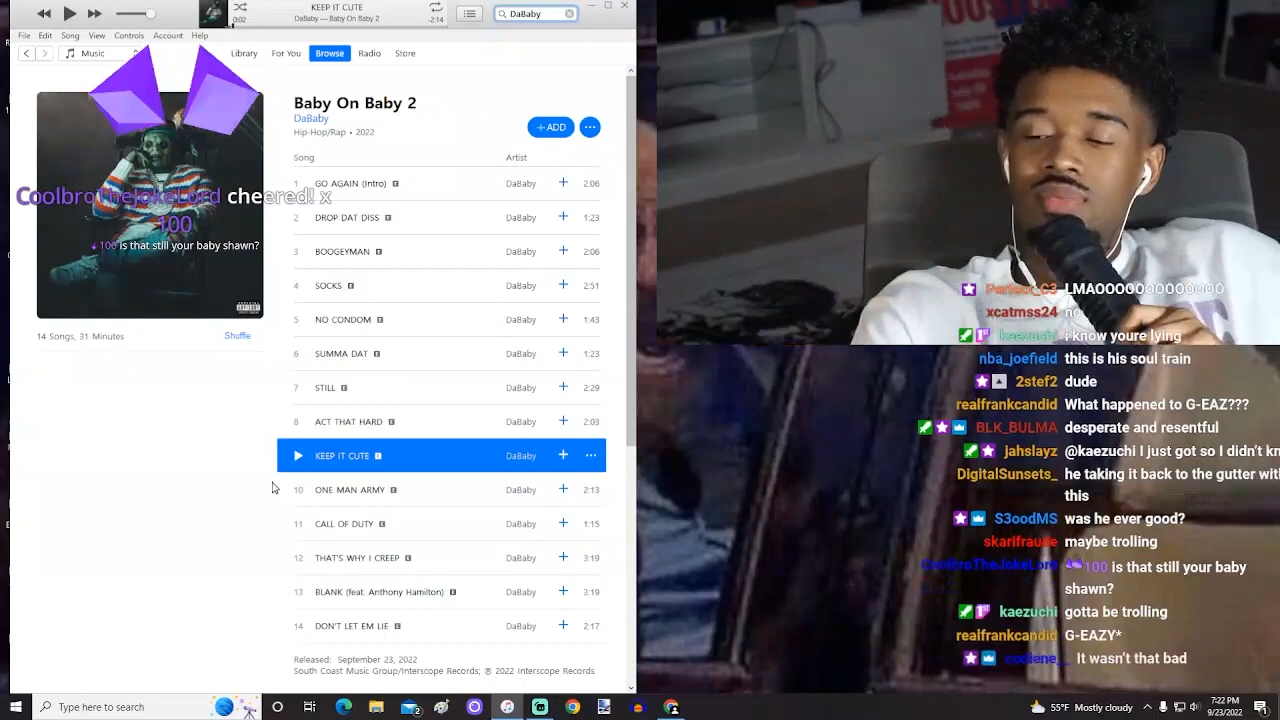 KEEP IT CUTE
DaBaby — Baby On Baby 2
0:02
-2:14
DaBaby
File Edit Song View Controls Account Help
Music
Library For You Browse Radio Store
Baby On Baby 2
DaBaby
Hip-Hop/Rap • 2022
+ADD
Song Artist
1 GO AGAIN (Intro) E DaBaby + 2:06
2 DROP DAT DISS E DaBaby + 1:23
3 BOOGEYMAN E DaBaby + 2:06
4 SOCKS E DaBaby + 2:51
5 NO CONDOM E DaBaby + 1:43
6 SUMMA DAT E DaBaby + 1:23
7 STILL E DaBaby + 2:29
8 ACT THAT HARD E DaBaby + 2:03
KEEP IT CUTE E DaBaby + ...
10 ONE MAN ARMY E DaBaby + 2:13
11 CALL OF DUTY E DaBaby + 1:15
12 THAT'S WHY I CREEP E DaBaby + 3:19
13 BLANK (feat. Anthony Hamilton) E DaBaby + 3:19
14 DON'T LET EM LIE E DaBaby + 2:17
Released: September 23, 2022
South Coast Music Group/Interscope Records; ℗ 2022 Interscope Records
CoolbroTheJokeLord cheered! x
100
100 is that still your baby shawn?
14 Songs, 31 Minutes
Shuffle
Perfect_C3 LMAOOOOOOOOOOOOO
xcatmss24 no
kaezuchi i know youre lying
nba_joefield this is his soul train
2stef2 dude
realfrankcandid What happened to G-EAZ???
BLK_BULMA desperate and resentful
jahslayz @kaezuchi I just got so I didn't kn
DigitalSunsets_ he taking it back to the gutter with
this
S3oodMS was he ever good?
skarifraude maybe trolling
CoolbroTheJokeLord 100 is that still your baby
shawn?
kaezuchi gotta be trolling
realfrankcandid G-EAZY*
It wasn't that bad
Type here to search
2
55°F Mostly cloudy
7:22 PM
9/23/2022